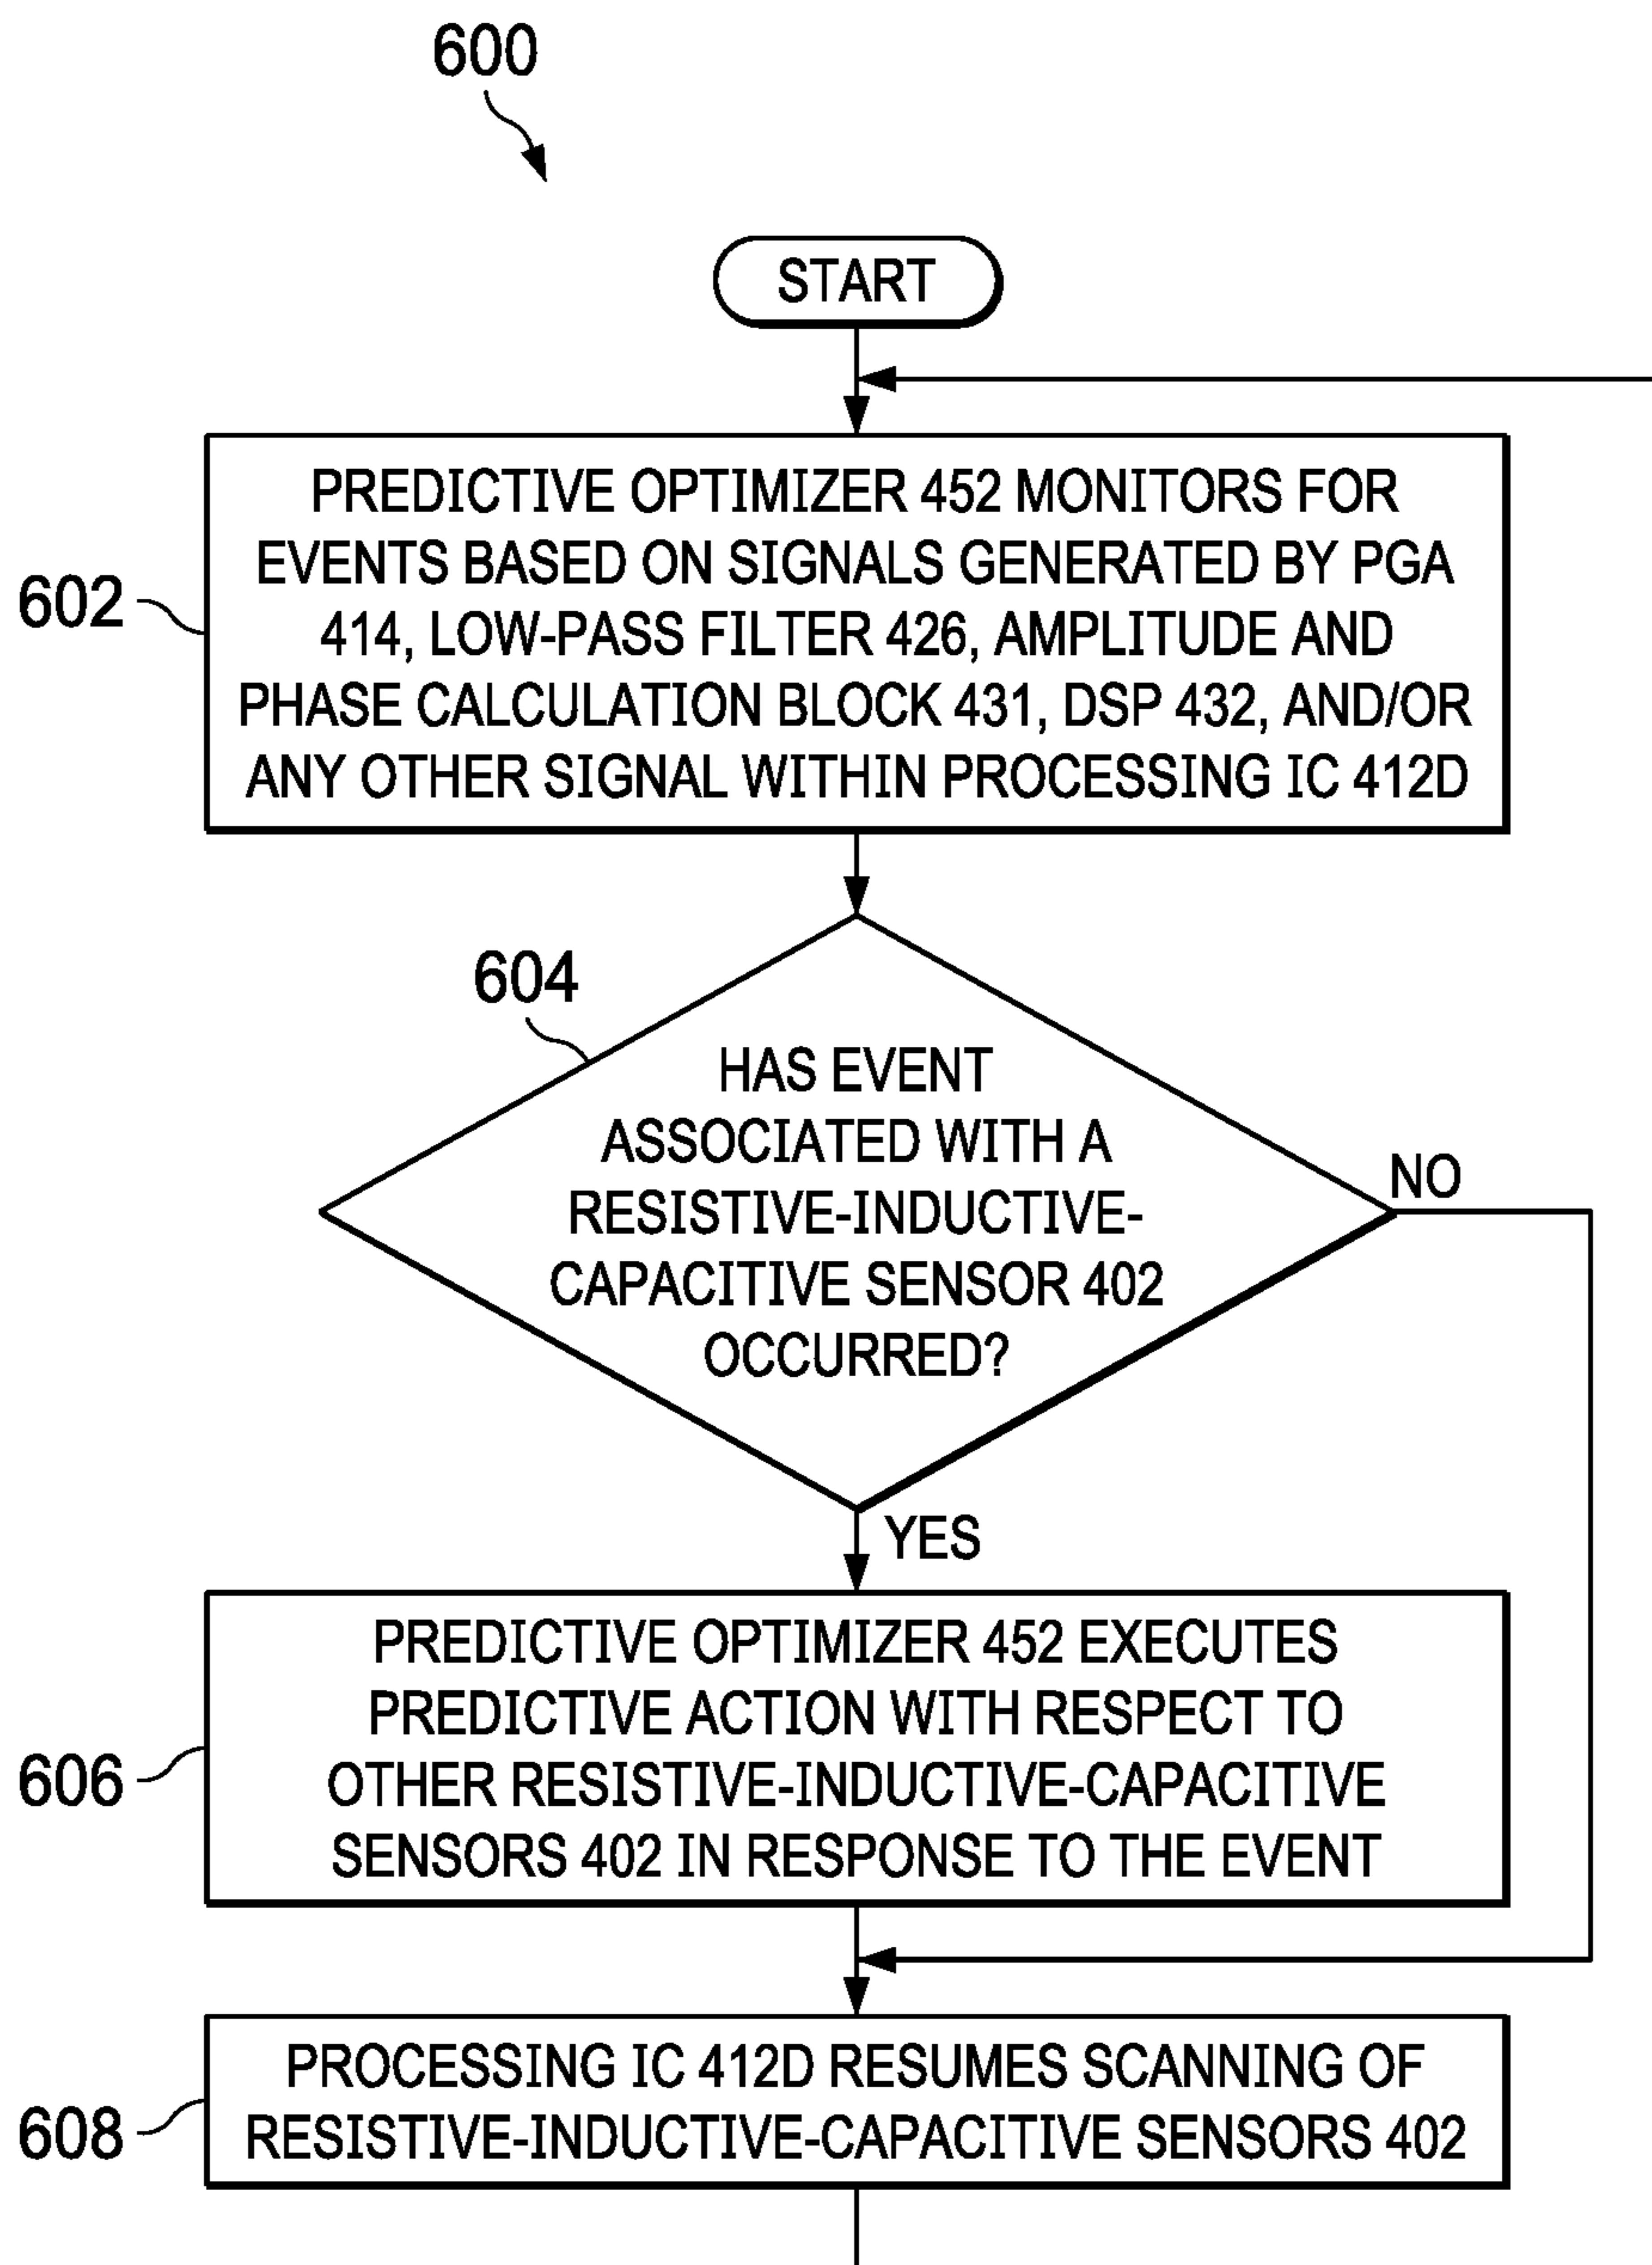 600
START
602
PREDICTIVE OPTIMIZER 452 MONITORS FOR
EVENTS BASED ON SIGNALS GENERATED BY PGA
414, LOW-PASS FILTER 426, AMPLITUDE AND
PHASE CALCULATION BLOCK 431, DSP 432, AND/OR
ANY OTHER SIGNAL WITHIN PROCESSING IC 412D
604
HAS EVENT
ASSOCIATED WITH A
RESISTIVE-INDUCTIVE-
CAPACITIVE SENSOR 402
OCCURRED?
NO
YES
606
PREDICTIVE OPTIMIZER 452 EXECUTES
PREDICTIVE ACTION WITH RESPECT TO
OTHER RESISTIVE-INDUCTIVE-CAPACITIVE
SENSORS 402 IN RESPONSE TO THE EVENT
608
PROCESSING IC 412D RESUMES SCANNING OF
RESISTIVE-INDUCTIVE-CAPACITIVE SENSORS 402